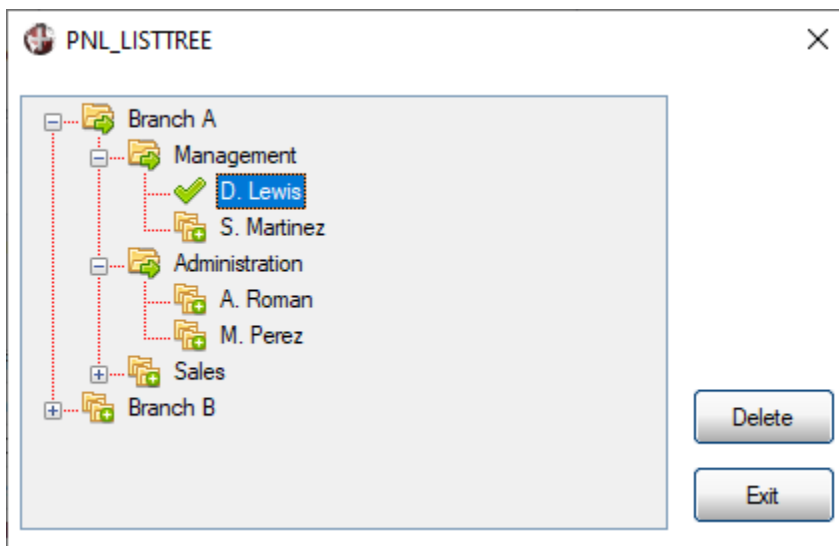 PNL_LISTTREE
Branch A
Management
D. Lewis
S. Martinez
Administration
A. Roman
M. Perez
Sales
Branch B
Delete
Exit